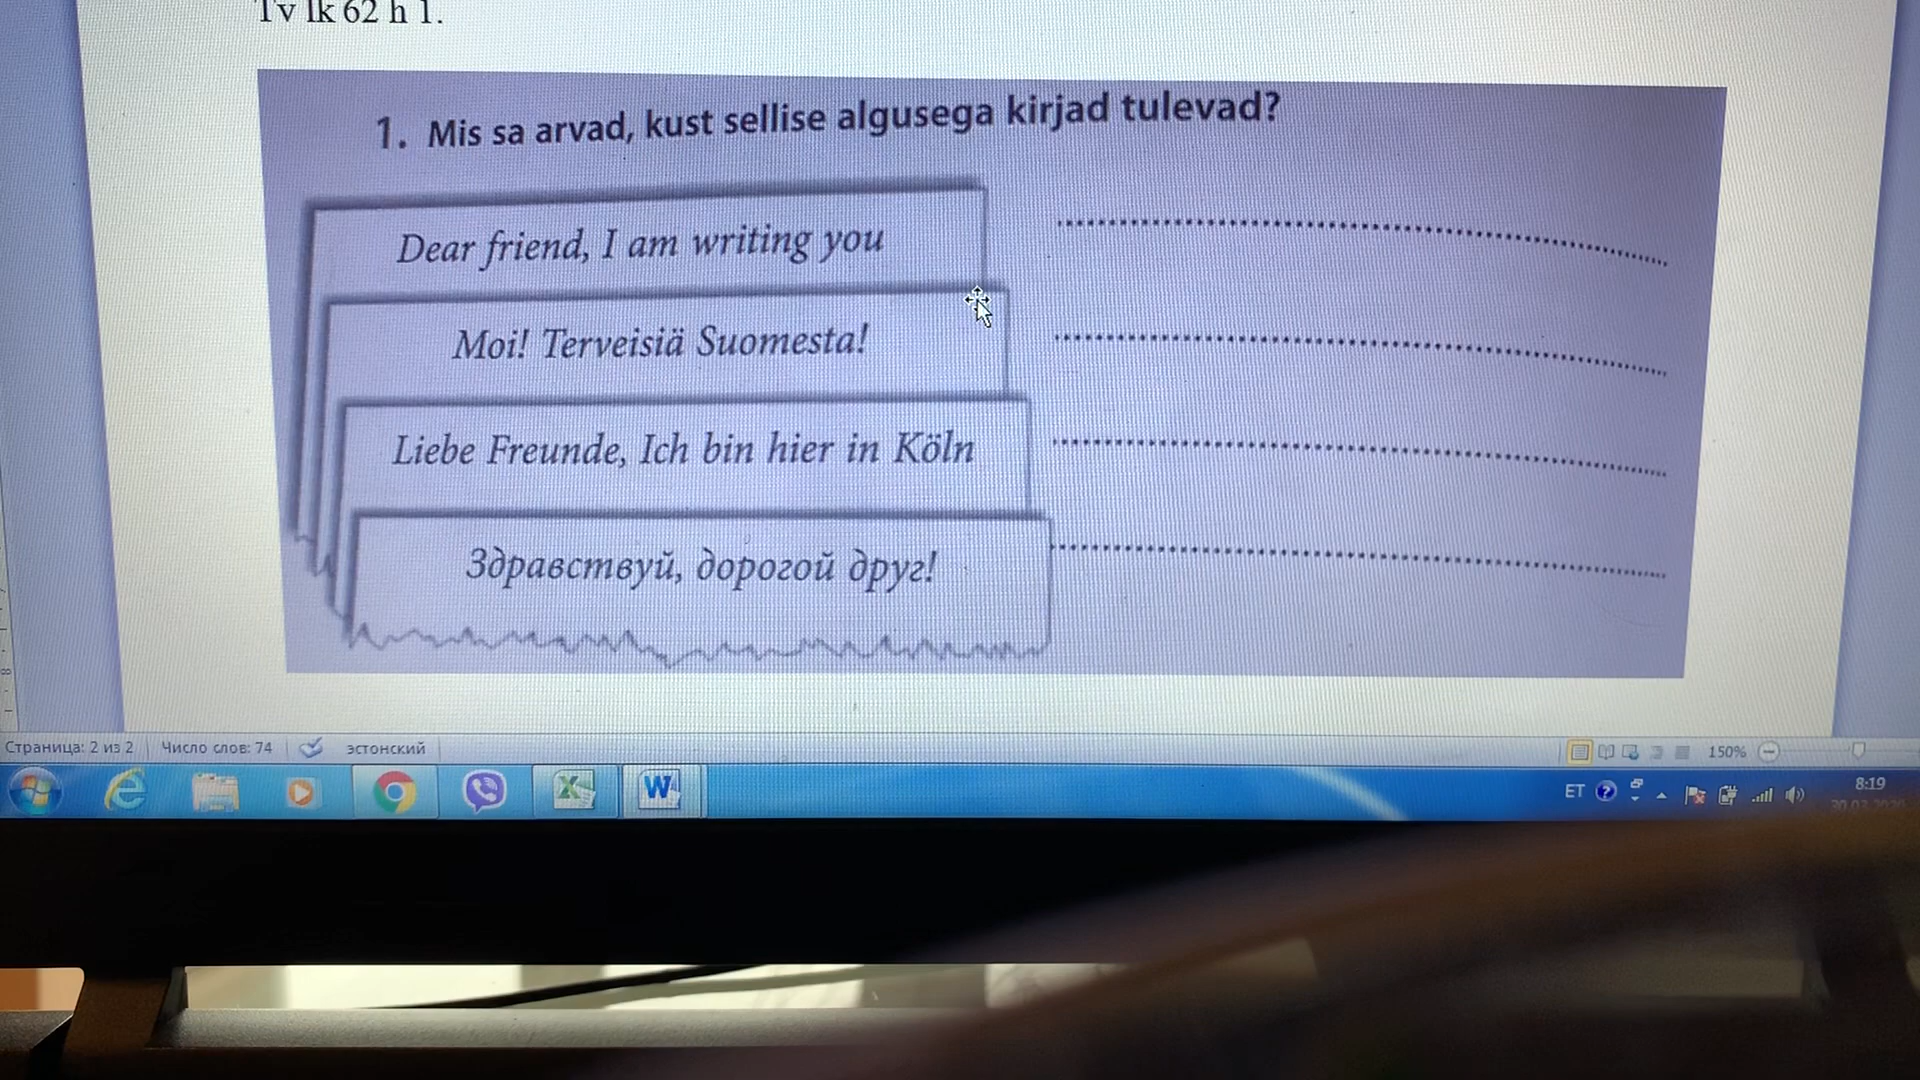 Tv lk 62 h 1.
1. Mis sa arvad, kust sellise algusega kirjad tulevad?
Dear friend, I am writing you
Moi! Terveisiä Suomesta!
Liebe Freunde, Ich bin hier in Köln
Здравствуй, дорогой друг!
Страница: 2 из 2 Число слов: 74 эстонский 150%
ET 8:19